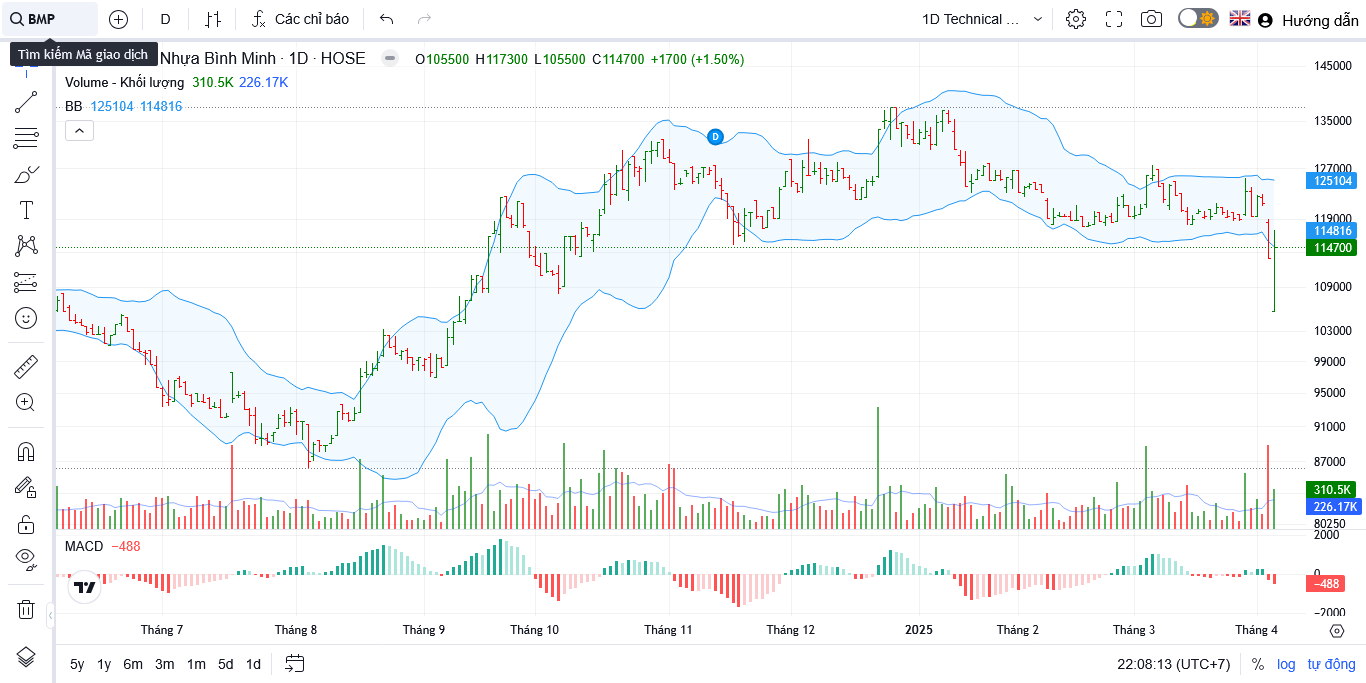 BMP
D
Các chỉ báo
1D Technical ...
Hướng dẫn
Tìm kiếm Mã giao dịch
Nhựa Bình Minh · 1D · HOSE
O105500 H117300 L105500 C114700 +1700 (+1.50%)
Volume - Khối lượng 310.5K 226.17K
BB 125104 114816
D
145000
135000
127000
125104
119000
114816
114700
109000
103000
99000
95000
91000
87000
310.5K
226.17K
80250
MACD −488
2000
0
−488
−2000
Tháng 7
Tháng 8
Tháng 9
Tháng 10
Tháng 11
Tháng 12
2025
Tháng 2
Tháng 3
Tháng 4
5y 1y 6m 3m 1m 5d 1d
22:08:13 (UTC+7)
% log tự động